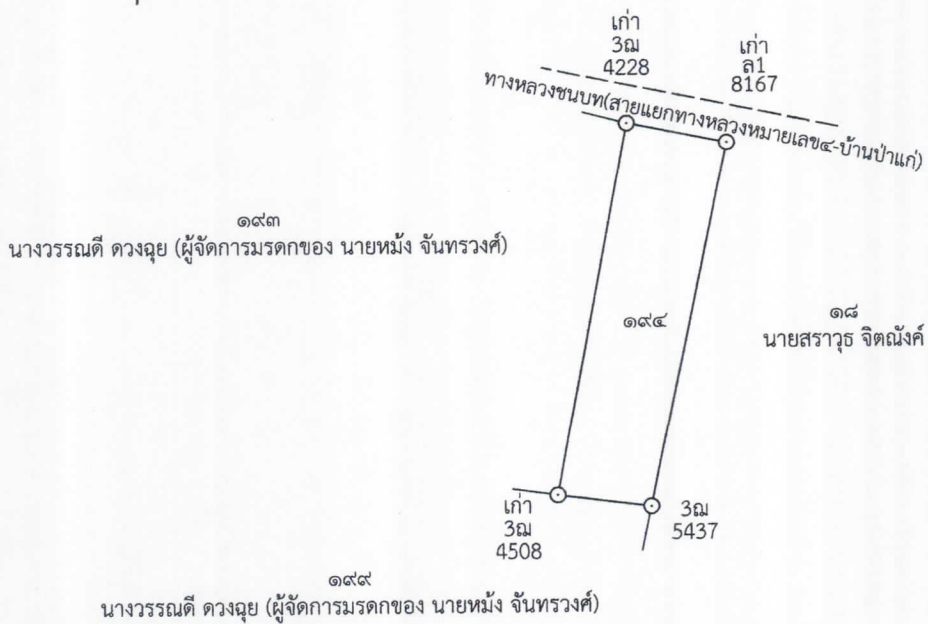 เก่า
3ฌ
4228
เก่า
ล1
8167
ทางหลวงชนบท(สายแยกทางหลวงหมายเลข๔-บ้านป่าแก่)
๑๙๓
นางวรรณดี ดวงฉุย (ผู้จัดการมรดกของ นายหม้ง จันทรวงศ์)
๑๙๔
๑๘
นายสราวุธ จิตณังค์
เก่า
3ฌ
4508
3ฌ
5437
๑๙๙
นางวรรณดี ดวงฉุย (ผู้จัดการมรดกของ นายหม้ง จันทรวงศ์)